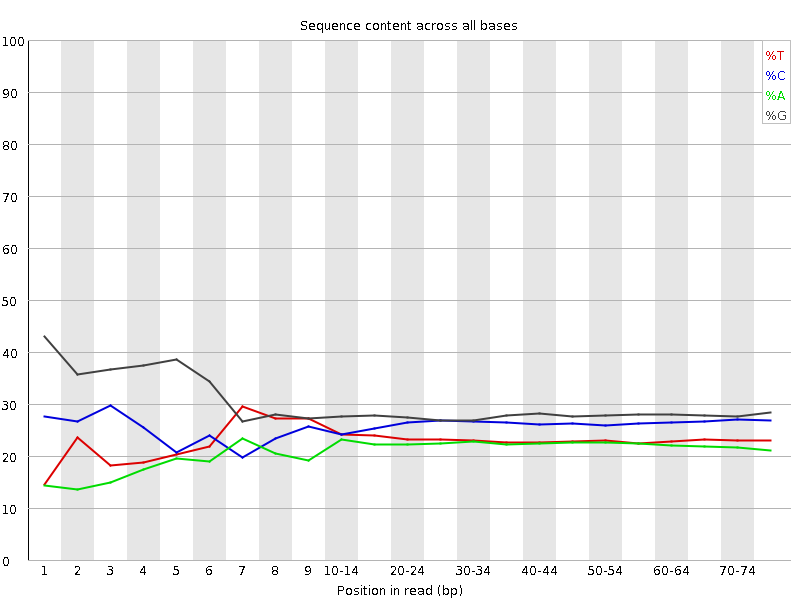 Sequence content across all bases
100
90
80
70
60
50
40
30
20
10
0
%T
%C
%A
%G
1 2 3 4 5 6 7 8 9 10-14 20-24 30-34 40-44 50-54 60-64 70-74
Position in read (bp)